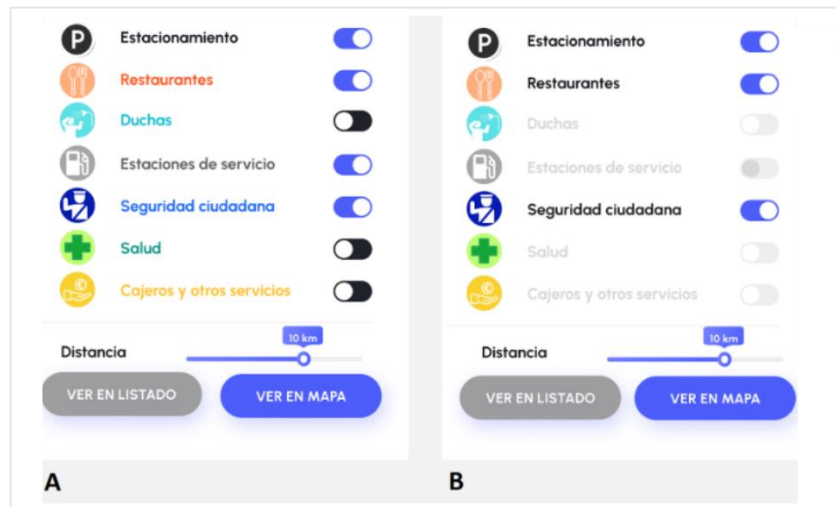 P Estacionamiento
Restaurantes
Duchas
Estaciones de servicio
Seguridad ciudadana
Salud
Cajeros y otros servicios
10 km
Distancia
VER EN LISTADO
VER EN MAPA
A
P Estacionamiento
Restaurantes
Duchas
Estaciones de servicio
Seguridad ciudadana
Salud
Cajeros y otros servicios
10 km
Distancia
VER EN LISTADO
VER EN MAPA
B